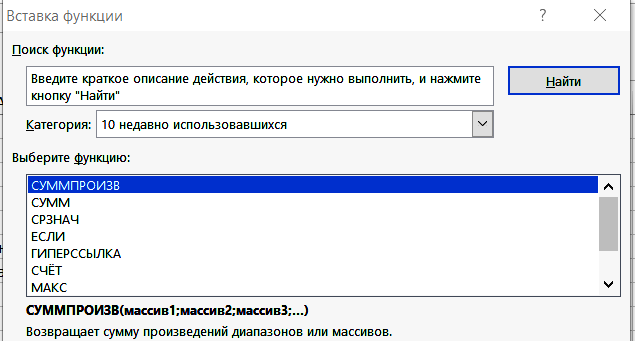 Вставка функции
?
Поиск функции:
Введите краткое описание действия, которое нужно выполнить, и нажмите
кнопку "Найти"
Найти
Категория: 10 недавно использовавшихся
Выберите функцию:
СУММПРОИЗВ
СУММ
СРЗНАЧ
ЕСЛИ
ГИПЕРССЫЛКА
СЧЁТ
МАКС
СУММПРОИЗВ(массив1;массив2;массив3;...)
Возвращает сумму произведений диапазонов или массивов.